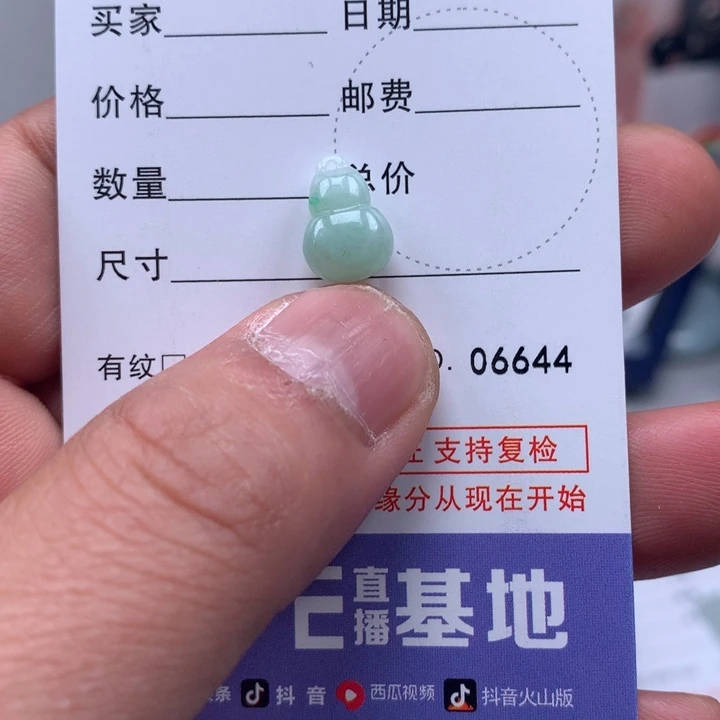 买家 日期
价格 邮费
数量 总价
尺寸
有纹 06644
支持复检
缘分从现在开始
直播基地
条 抖音 西瓜视频 抖音火山版